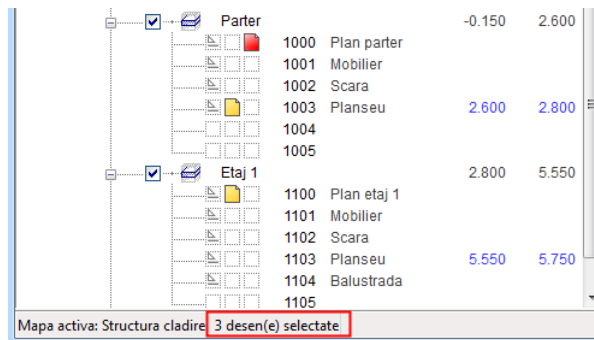 Parter -0.150 2.600
1000 Plan parter
1001 Mobilier
1002 Scara
1003 Planseu 2.600 2.800
1004
1005
Etaj 1 2.800 5.550
1100 Plan etaj 1
1101 Mobilier
1102 Scara
1103 Planseu 5.550 5.750
1104 Balustrada
1105
Mapa activa: Structura cladire 3 desen(e) selectate